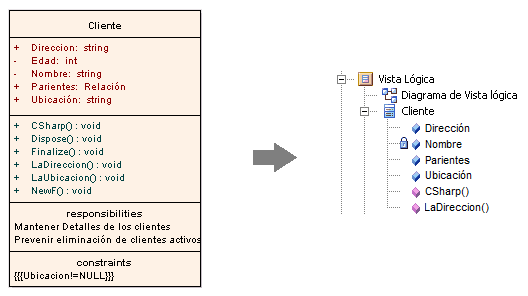 Cliente
+ Direccion: string
- Edad: int
- Nombre: string
+ Parientes: Relación
+ Ubicación: string
+ CSharp() : void
+ Dispose() : void
+ Finalize() : void
+ LaDireccion() : void
+ LaUbicacion() : void
+ NewF() : void
responsibilities
Mantener Detalles de los clientes
Prevenir eliminación de clientes activos
constraints
{{{Ubicacion!=NULL}}}
Vista Lógica
Diagrama de Vista lógica
Cliente
Dirección
Nombre
Parientes
Ubicación
CSharp()
LaDireccion()